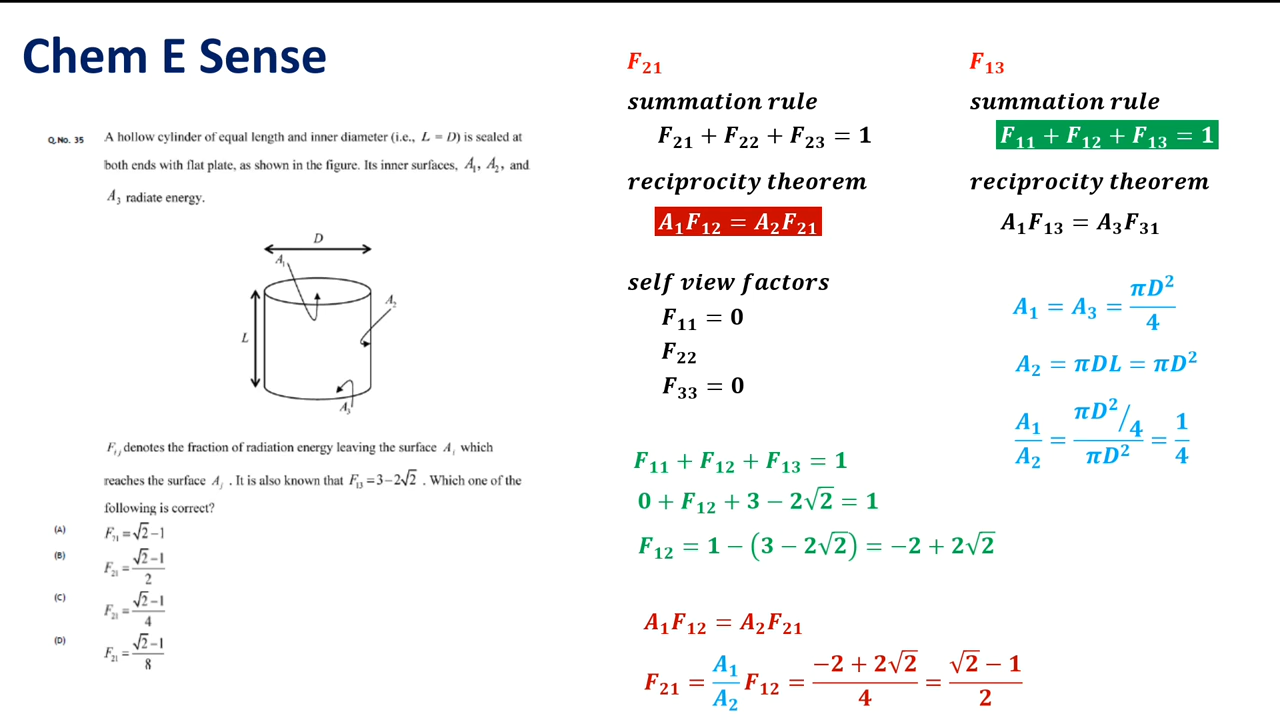 Chem E Sense
Q.No. 35 A hollow cylinder of equal length and inner diameter (i.e., L = D) is sealed at
both ends with flat plate, as shown in the figure. Its inner surfaces, A₁, A₂, and
A₃ radiate energy.
D
A₁
A₂
L
A₃
Fᵢⱼ denotes the fraction of radiation energy leaving the surface Aᵢ which
reaches the surface Aⱼ . It is also known that F₁₃ =3−2√2 . Which one of the
following is correct?
(A) F₂₁ = √2 −1
(B) F₂₁ = (√2 −1)/2
(C) F₂₁ = (√2 −1)/4
(D) F₂₁ = (√2 −1)/8
F₂₁
summation rule
F₂₁ + F₂₂ + F₂₃ = 1
reciprocity theorem
A₁F₁₂ = A₂F₂₁
self view factors
F₁₁ = 0
F₂₂
F₃₃ = 0
F₁₁ + F₁₂ + F₁₃ = 1
0 + F₁₂ + 3 − 2√2 = 1
F₁₂ = 1 − (3 − 2√2) = −2 + 2√2
A₁F₁₂ = A₂F₂₁
F₂₁ = A₁/A₂ F₁₂ = (−2 + 2√2)/4 = (√2 − 1)/2
F₁₃
summation rule
F₁₁ + F₁₂ + F₁₃ = 1
reciprocity theorem
A₁F₁₃ = A₃F₃₁
A₁ = A₃ = πD²/4
A₂ = πDL = πD²
A₁/A₂ = (πD²/4)/πD² = 1/4